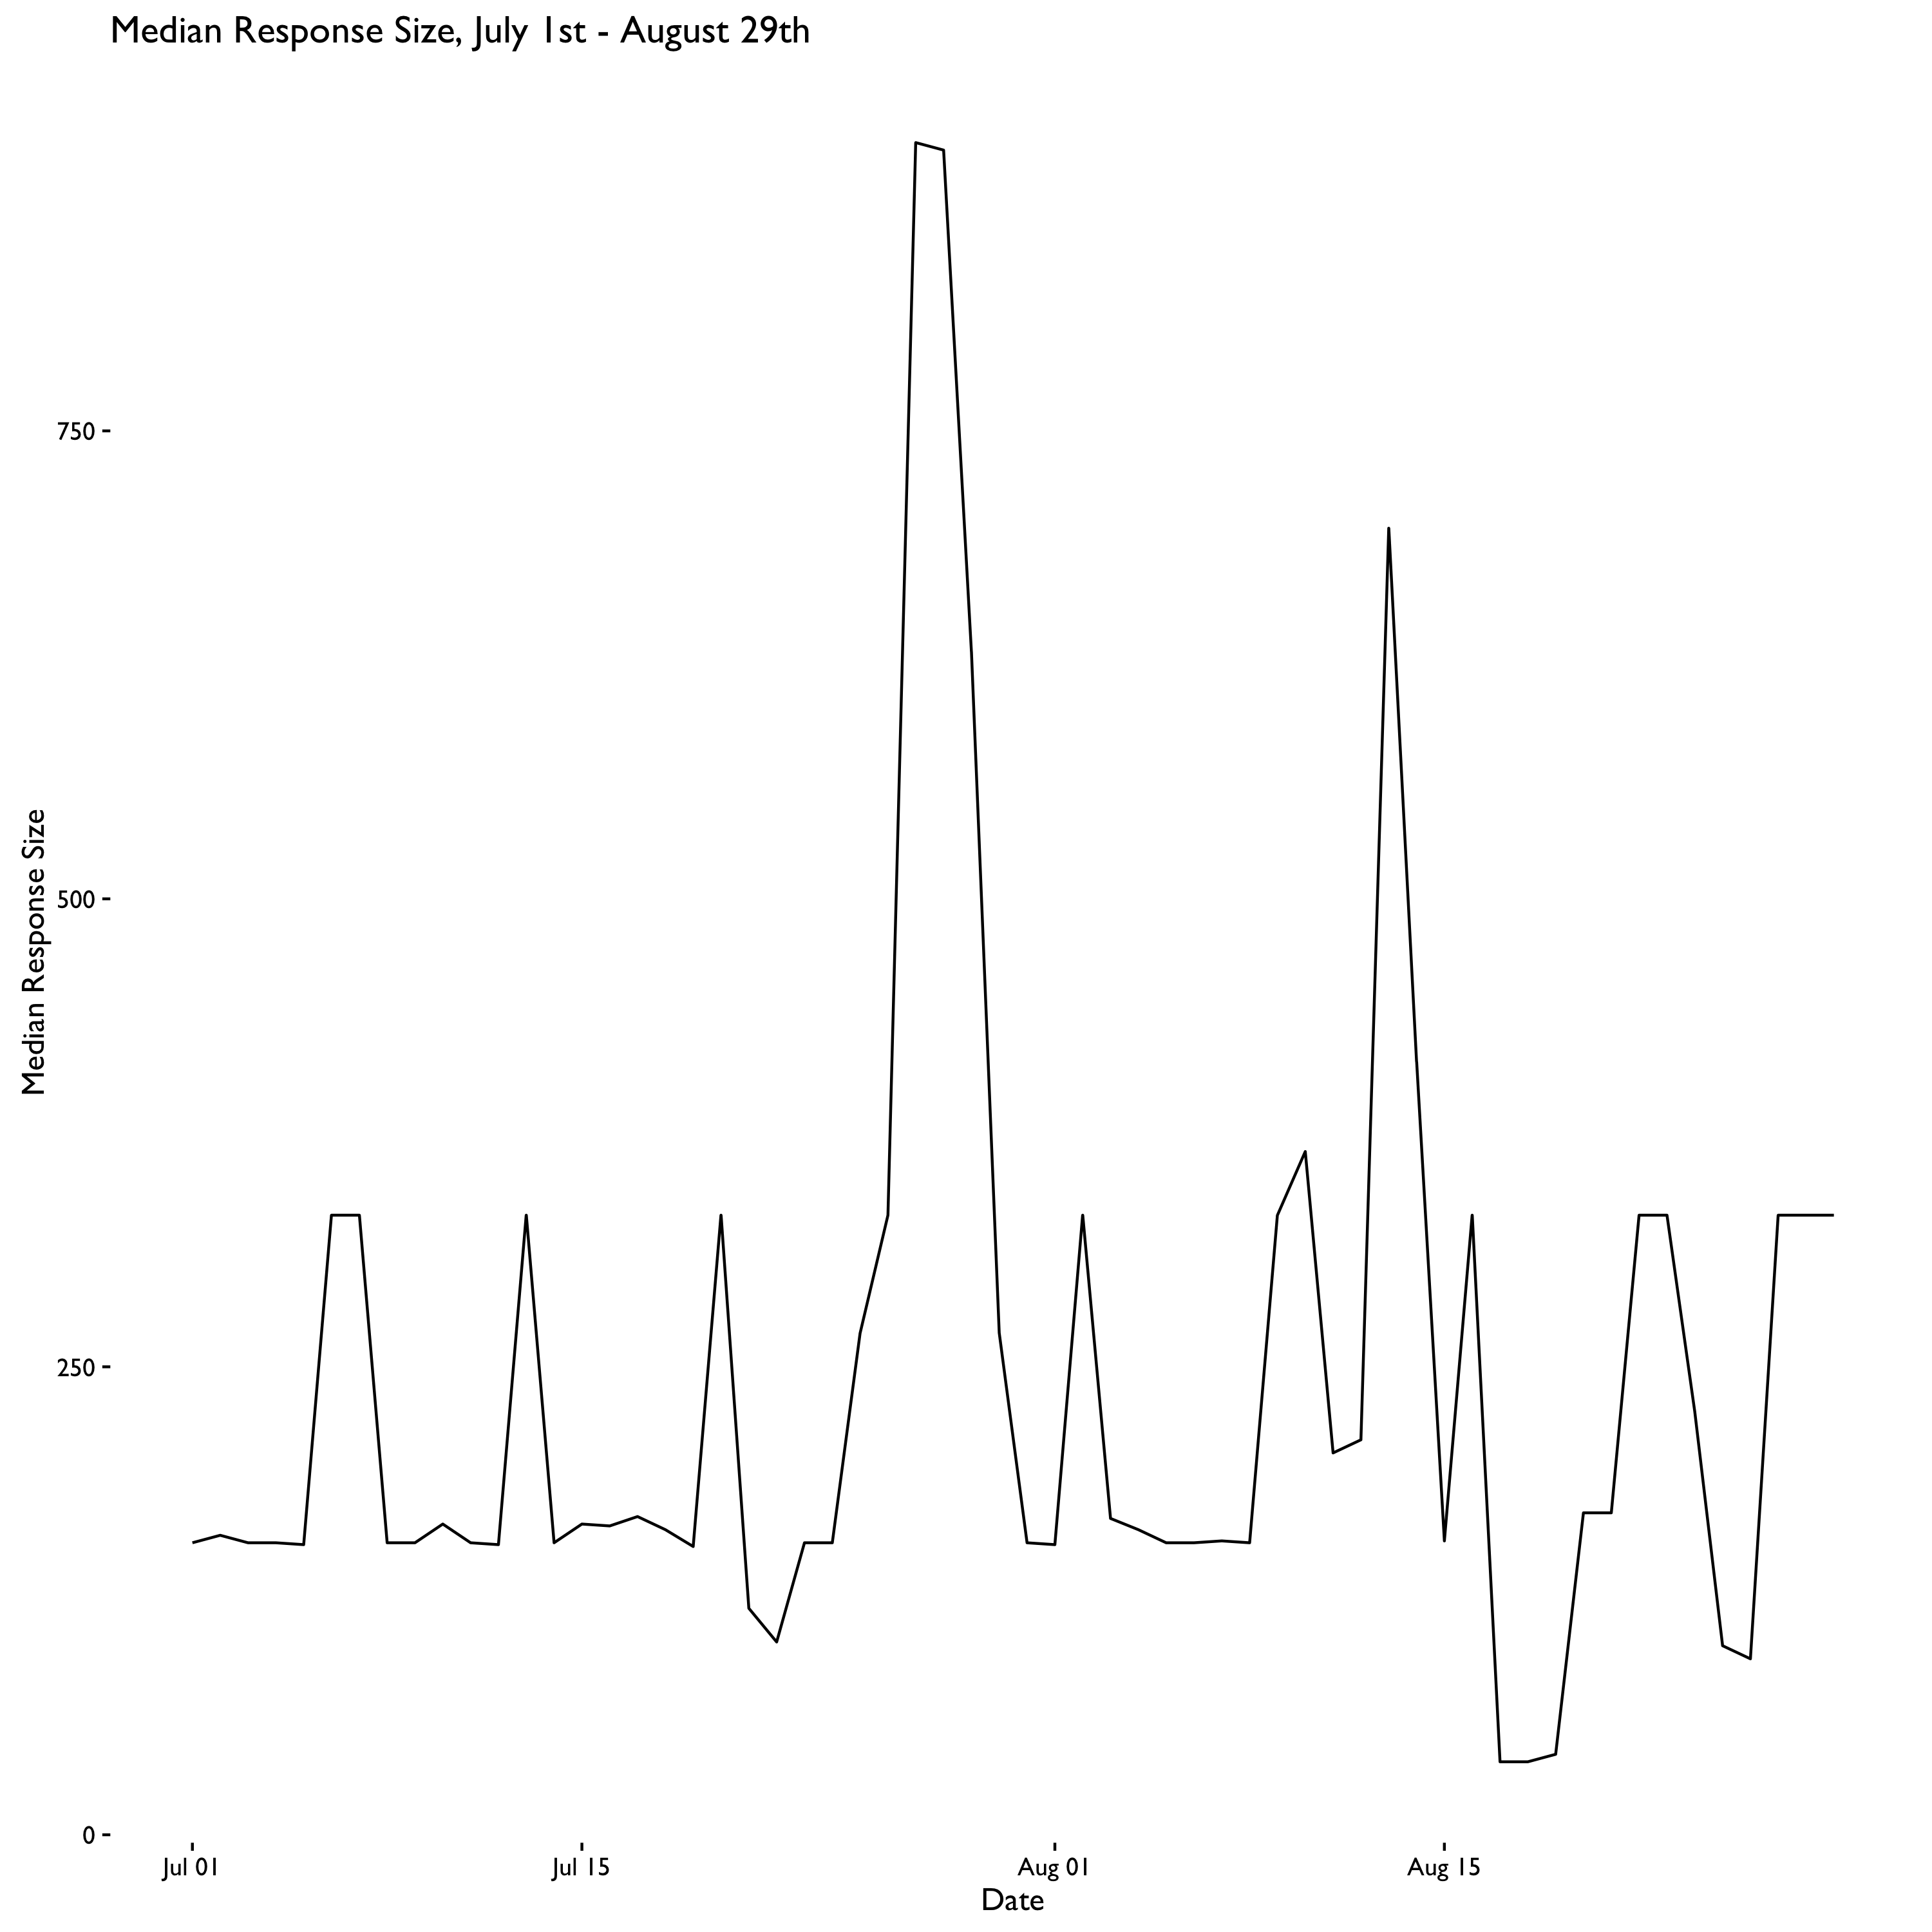 Median Response Size, July 1st - August 29th
Median Response Size
750
500
250
0
Jul 01
Jul 15
Aug 01
Aug 15
Date